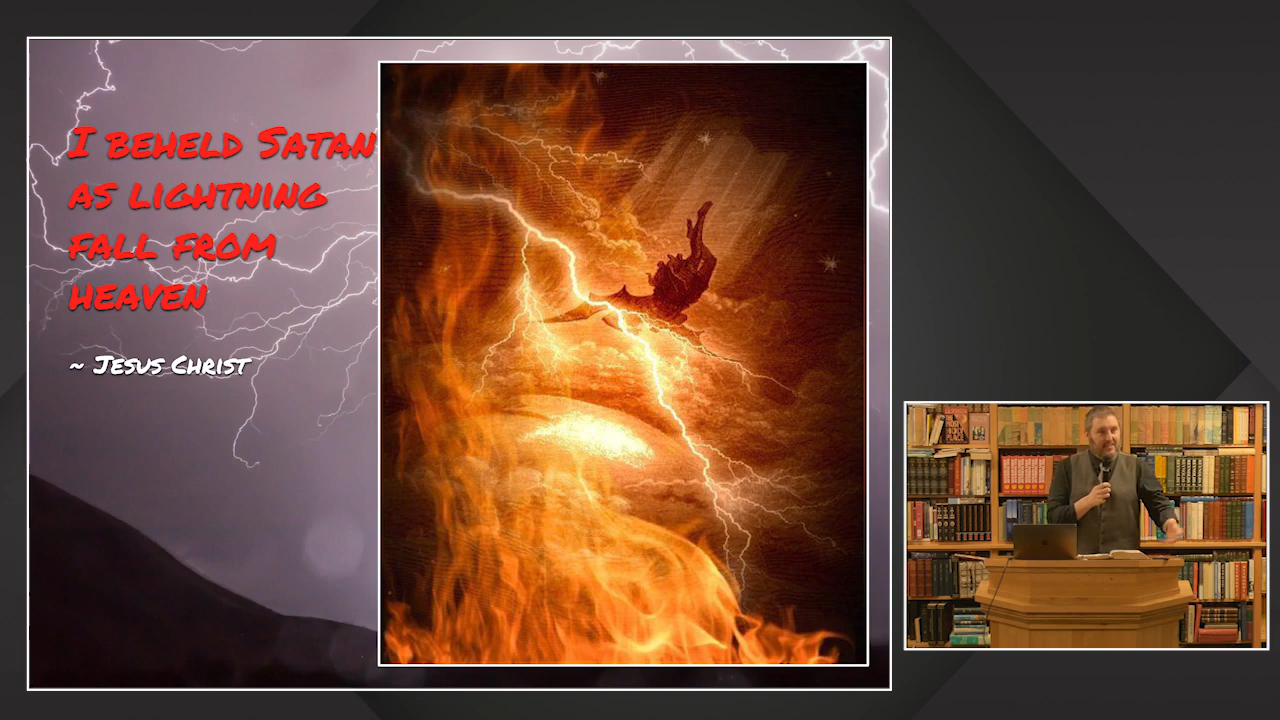 I beheld Satan
as lightning
fall from
heaven
~ Jesus Christ